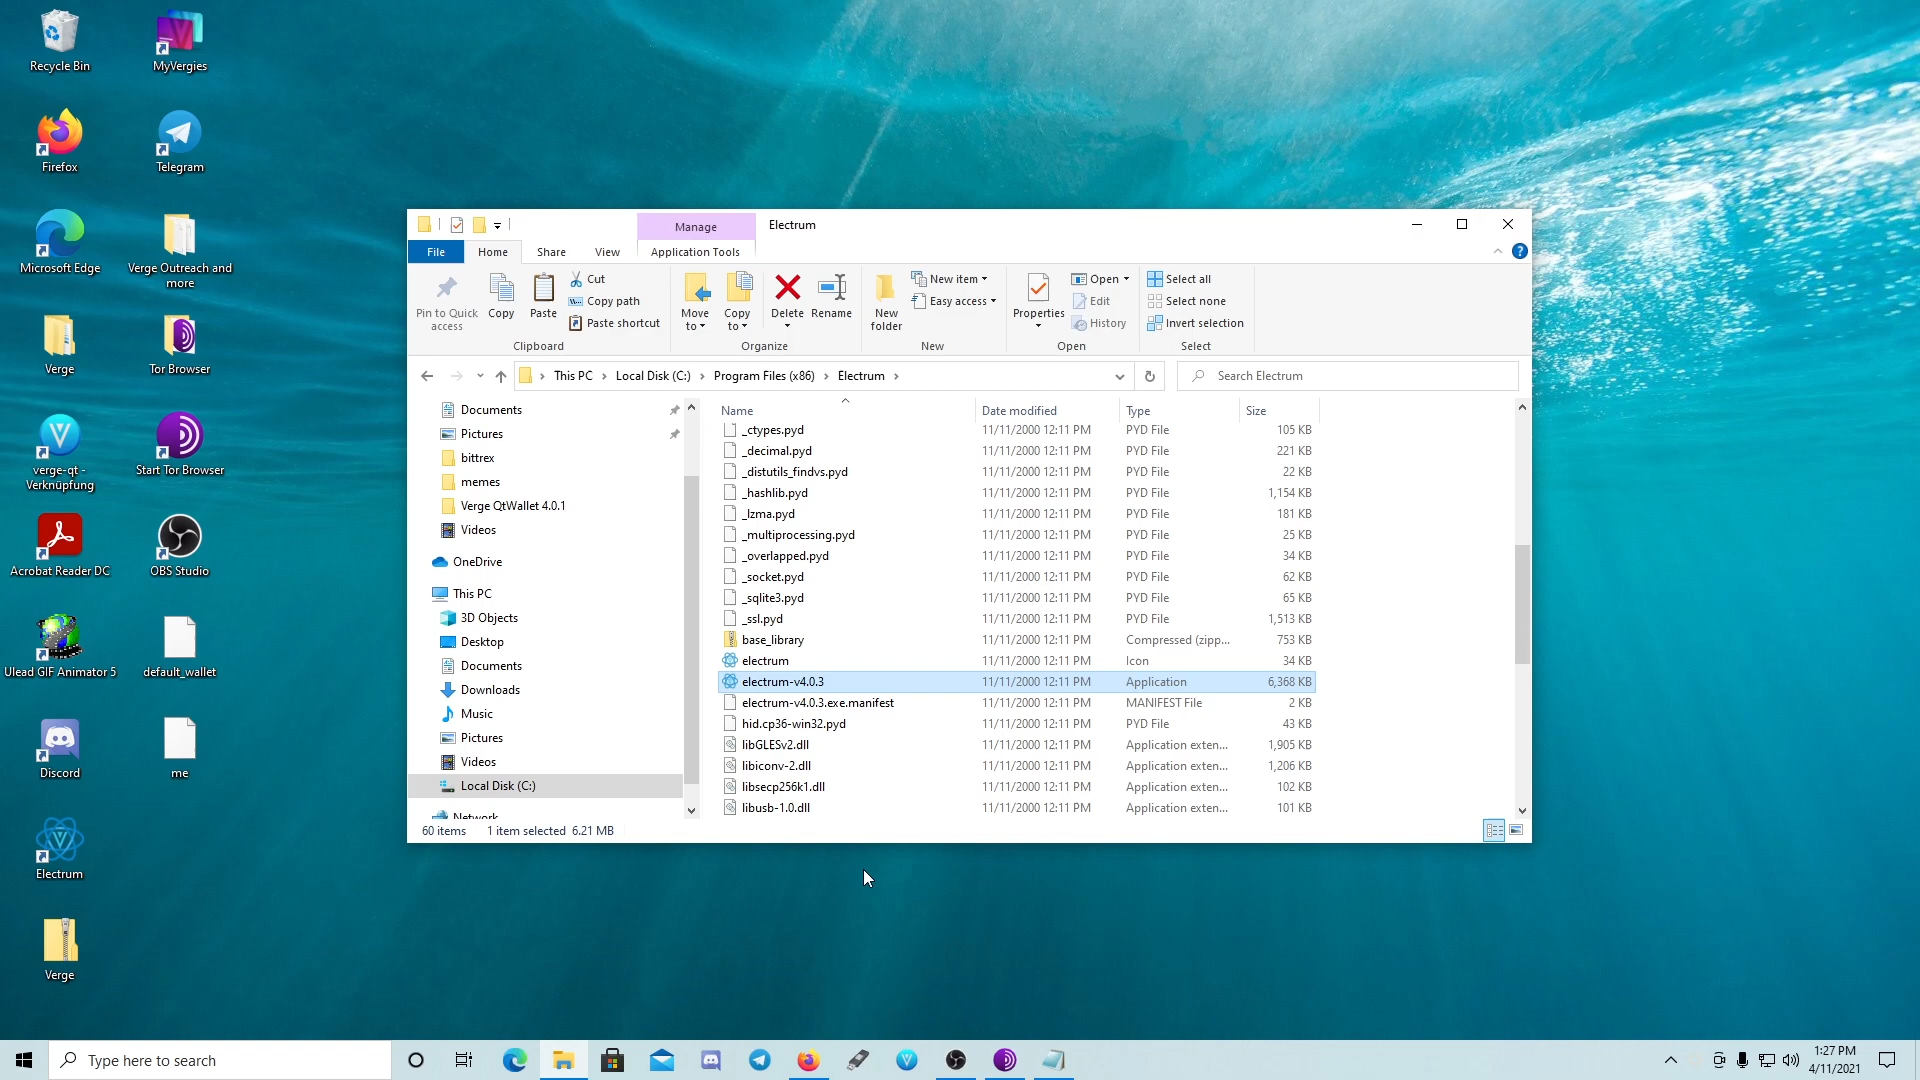 Recycle Bin
MyVergies
Firefox
Telegram
Microsoft Edge
Verge Outreach and
more
Verge
Tor Browser
verge-qt -
Verknüpfung
Start Tor Browser
Acrobat Reader DC
OBS Studio
Ulead GIF Animator 5
default_wallet
Discord
me
Electrum
Verge
Manage
Electrum
File
Home
Share
View
Application Tools
Pin to Quick
access
Copy
Paste
Cut
Copy path
Paste shortcut
Clipboard
Move
to
Copy
to
Delete
Rename
Organize
New
folder
New item
Easy access
New
Properties
Open
Edit
History
Open
Select all
Select none
Invert selection
Select
This PC
Local Disk (C:)
Program Files (x86)
Electrum
Search Electrum
Documents
Pictures
bittrex
memes
Verge QtWallet 4.0.1
Videos
OneDrive
This PC
3D Objects
Desktop
Documents
Downloads
Music
Pictures
Videos
Local Disk (C:)
Network
Name Date modified Type Size
_ctypes.pyd 11/11/2000 12:11 PM PYD File 105 KB
_decimal.pyd 11/11/2000 12:11 PM PYD File 221 KB
_distutils_findvs.pyd 11/11/2000 12:11 PM PYD File 22 KB
_hashlib.pyd 11/11/2000 12:11 PM PYD File 1,154 KB
_lzma.pyd 11/11/2000 12:11 PM PYD File 181 KB
_multiprocessing.pyd 11/11/2000 12:11 PM PYD File 25 KB
_overlapped.pyd 11/11/2000 12:11 PM PYD File 34 KB
_socket.pyd 11/11/2000 12:11 PM PYD File 62 KB
_sqlite3.pyd 11/11/2000 12:11 PM PYD File 65 KB
_ssl.pyd 11/11/2000 12:11 PM PYD File 1,513 KB
base_library 11/11/2000 12:11 PM Compressed (zipp... 753 KB
electrum 11/11/2000 12:11 PM Icon 34 KB
electrum-v4.0.3 11/11/2000 12:11 PM Application 6,368 KB
electrum-v4.0.3.exe.manifest 11/11/2000 12:11 PM MANIFEST File 2 KB
hid.cp36-win32.pyd 11/11/2000 12:11 PM PYD File 43 KB
libGLESv2.dll 11/11/2000 12:11 PM Application exten... 1,905 KB
libiconv-2.dll 11/11/2000 12:11 PM Application exten... 1,206 KB
libsecp256k1.dll 11/11/2000 12:11 PM Application exten... 102 KB
libusb-1.0.dll 11/11/2000 12:11 PM Application exten... 101 KB
60 items 1 item selected 6.21 MB
Type here to search
1:27 PM
4/11/2021